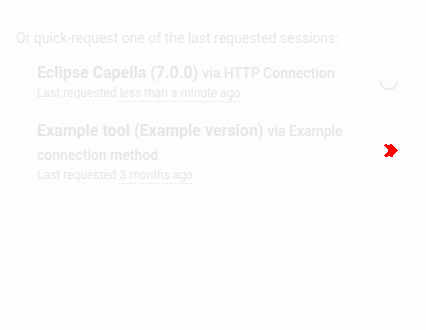 Or quick-request one of the last requested sessions:
Eclipse Capella (7.0.0) via HTTP Connection
Last requested less than a minute ago
Example tool (Example version) via Example
connection method
Last requested 3 months ago